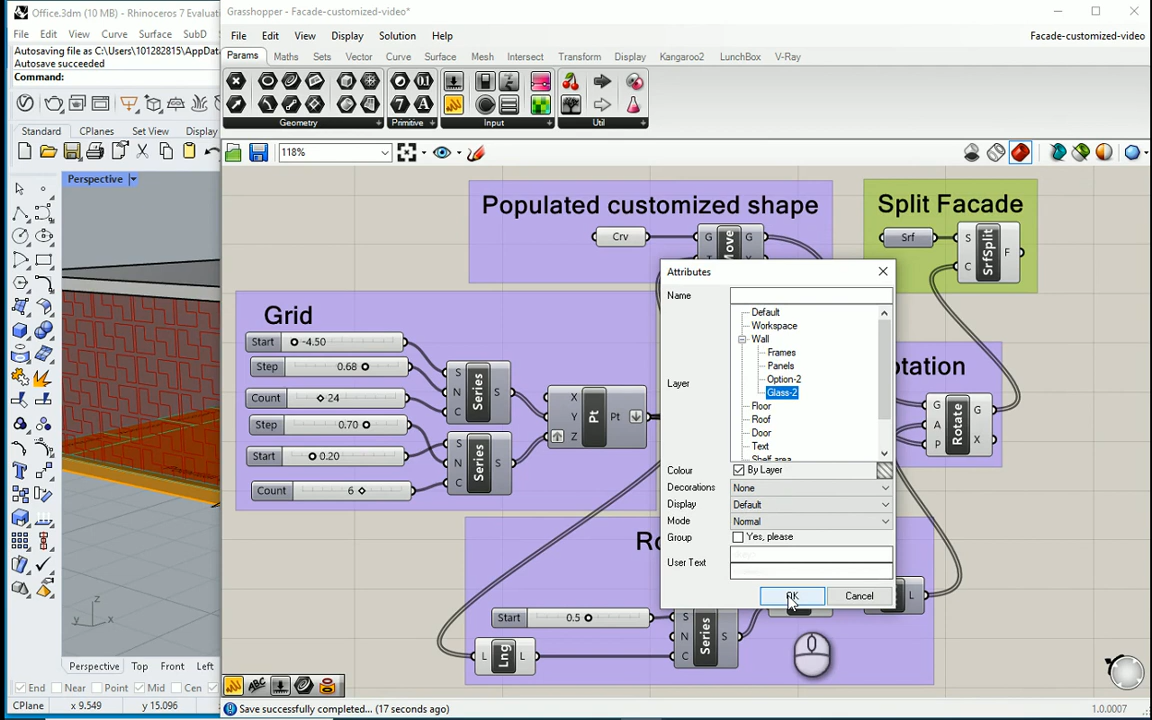 Office.3dm (10 MB) - Rhinoceros 7 Evaluati
File Edit View Curve Surface SubD
Autosaving file as C:\Users\101282815\AppData
Autosave succeeded
Command:
Standard CPlanes Set View Display
Perspective
Perspective Top Front Left
End Near Point Mid Cen
CPlane x 9.549 y 15.096
Grasshopper - Facade-customized-video*
File Edit View Display Solution Help
Facade-customized-video
Params Maths Sets Vector Curve Surface Mesh Intersect Transform Display Kangaroo2 LunchBox V-Ray
Geometry Primitive Input Util
118%
Populated customized shape
Crv G Move G
Split Facade
Srf S C SrfSplit F
Grid
Start -4.50
Step 0.68
Count 24
Step 0.70
Start 0.20
Count 6
S N C Series S
S N C Series S
X Y Z Pt Pt
otation
G A P Rotate G X
Ro
Start 0.5
S N C Series S
L Lng L
L
Attributes
Name
Layer
Default
Workspace
Wall
Frames
Panels
Option-2
Glass-2
Floor
Roof
Door
Text
Shelf area
Colour By Layer
Decorations None
Display Default
Mode Normal
Group Yes, please
User Text
OK Cancel
Save successfully completed... (17 seconds ago)
1.0.0007